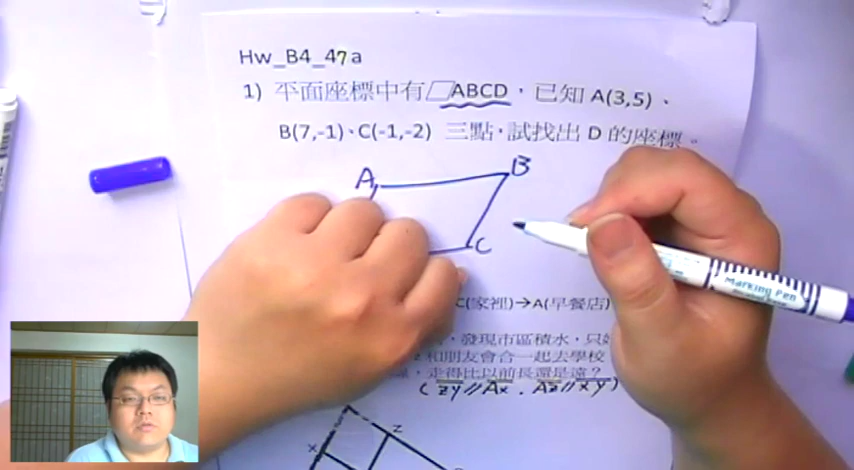 Hw_B4_47a
1) 平面座標中有▱ABCD，已知 A(3,5)、
B(7,-1)、C(-1,-2) 三點，試找出 D 的座標。
A
B
C
C(家裡)→A(早餐店)
，發現市區積水，只好
和朋友會合一起去學校
，走得比以前長還是遠？
( ZY // AX . AZ // XY )
Z
X
Marking Pen